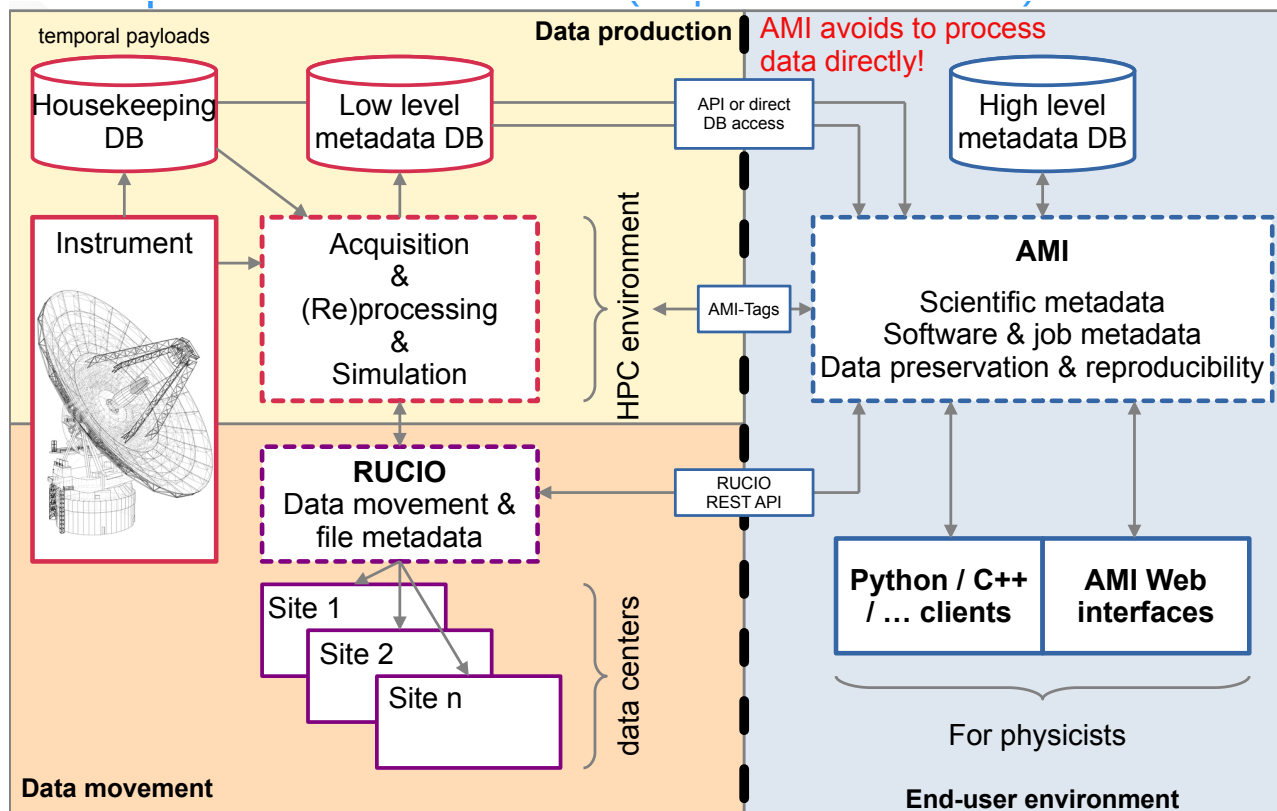 Data production
AMI avoids to process
data directly!
temporal payloads
Housekeeping
DB
Low level
metadata DB
API or direct
DB access
High level
metadata DB
Instrument
Acquisition
&
(Re)processing
&
Simulation
HPC environment
AMI-Tags
AMI
Scientific metadata
Software & job metadata
Data preservation & reproducibility
RUCIO
Data movement &
file metadata
RUCIO
REST API
Site 1
Site 2
Site n
data centers
Python / C++
/ … clients
AMI Web
interfaces
For physicists
Data movement
End-user environment